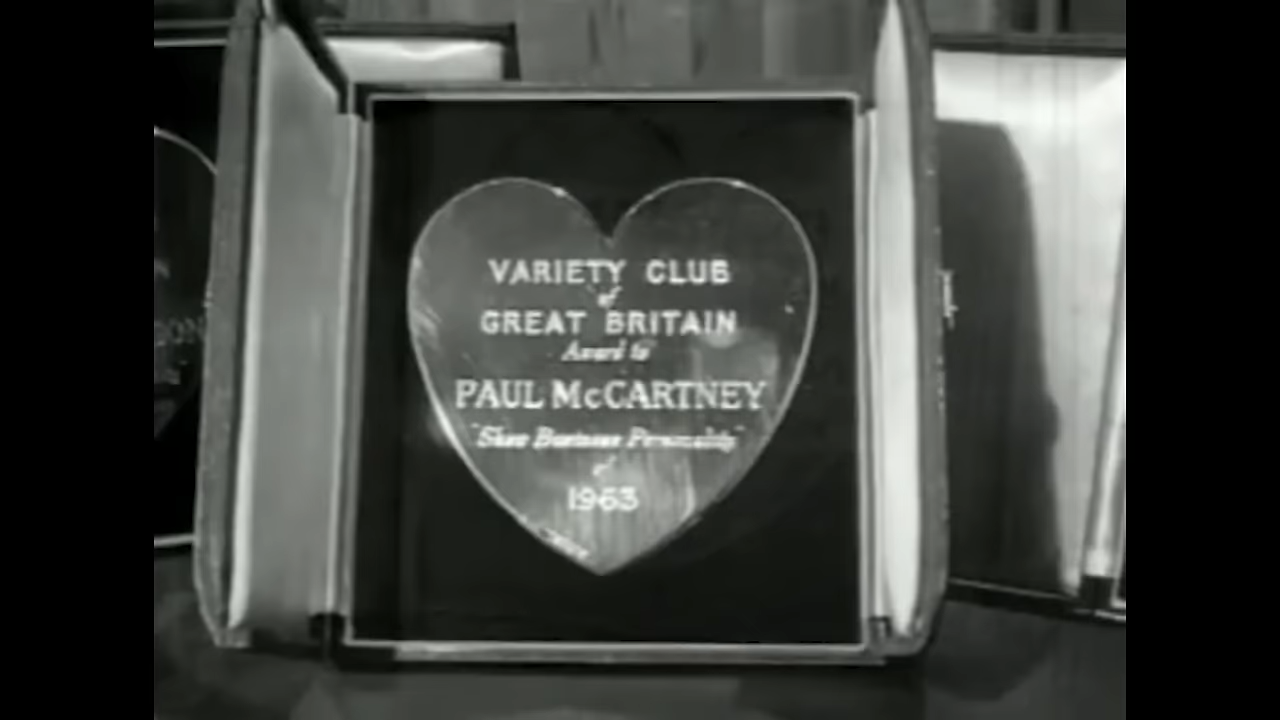 VARIETY CLUB
of
GREAT BRITAIN
Award to
PAUL McCARTNEY
"Show Business Personality"
of
1963